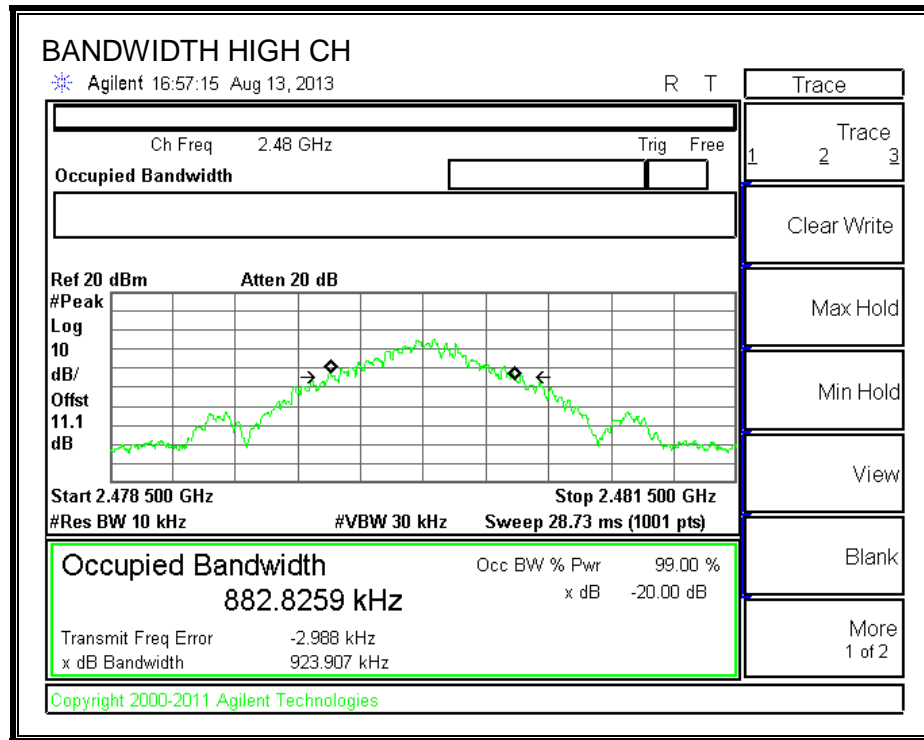 BANDWIDTH HIGH CH
Agilent 16:57:15 Aug 13, 2013 R T
Trace
Ch Freq 2.48 GHz Trig Free
Occupied Bandwidth
Trace
1 2 3
Clear Write
Max Hold
Min Hold
View
Blank
More
1 of 2
Ref 20 dBm Atten 20 dB
#Peak
Log
10
dB/
Offst
11.1
dB
Start 2.478 500 GHz Stop 2.481 500 GHz
#Res BW 10 kHz #VBW 30 kHz Sweep 28.73 ms (1001 pts)
Occupied Bandwidth Occ BW % Pwr 99.00 %
882.8259 kHz x dB -20.00 dB
Transmit Freq Error -2.988 kHz
x dB Bandwidth 923.907 kHz
Copyright 2000-2011 Agilent Technologies